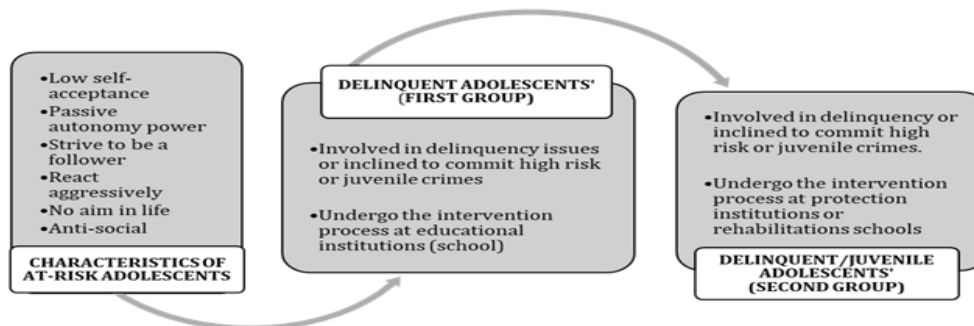 •Low self-
acceptance
•Passive
autonomy power
•Strive to be a
follower
•React
aggressively
•No aim in life
•Anti-social
CHARACTERISTICS OF
AT-RISK ADOLESCENTS
DELINQUENT ADOLESCENTS'
(FIRST GROUP)
•Involved in delinquency issues
or inclined to commit high risk
or juvenile crimes
•Undergo the intervention
process at educational
institutions (school)
•Involved in delinquency or
inclined to commit high
risk or juvenile crimes.
•Undergo the intervention
process at protection
institutions or
rehabilitations schools
DELINQUENT/JUVENILE
ADOLESCENTS'
(SECOND GROUP)